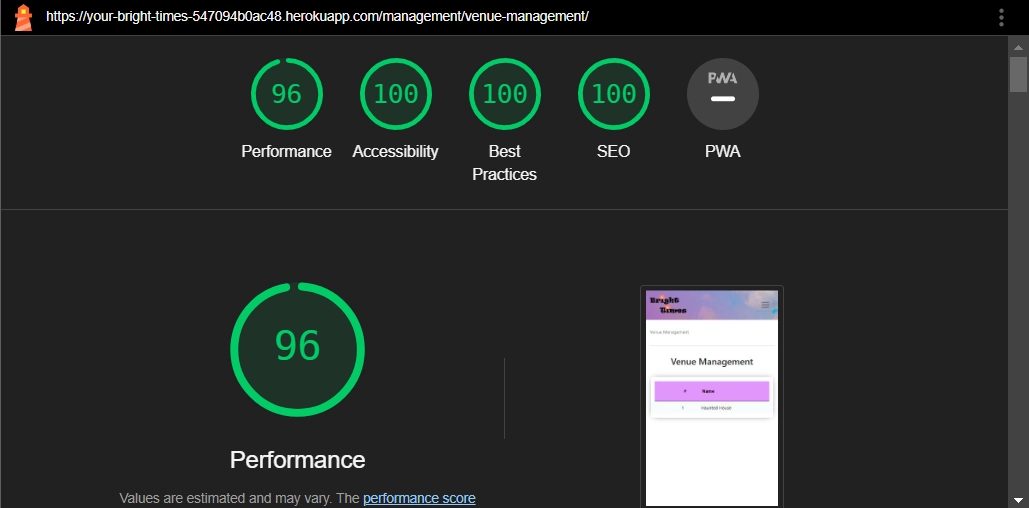 https://your-bright-times-547094b0ac48.herokuapp.com/management/venue-management/
96
100
100
100
PWA
Performance
Accessibility
Best
Practices
SEO
PWA
96
Performance
Values are estimated and may vary. The performance score
Bright
Times
Venue Management
Venue Management
# Name
1 Haunted House